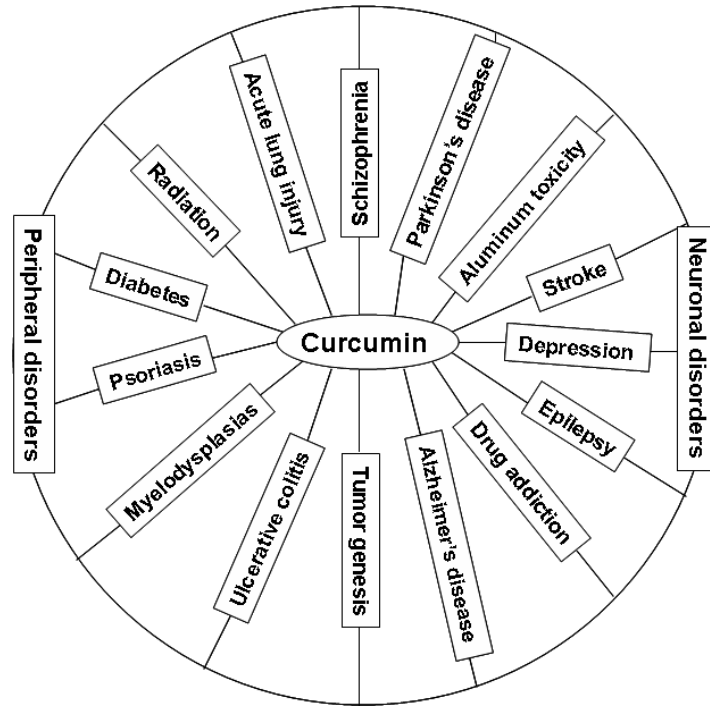 Schizophrenia
Parkinson's disease
Aluminum toxicity
Stroke
Neuronal disorders
Depression
Epilepsy
Drug addiction
Alzheimer's disease
Tumor genesis
Ulcerative colitis
Myelodysplasias
Psoriasis
Peripheral disorders
Diabetes
Radiation
Acute lung injury
Curcumin